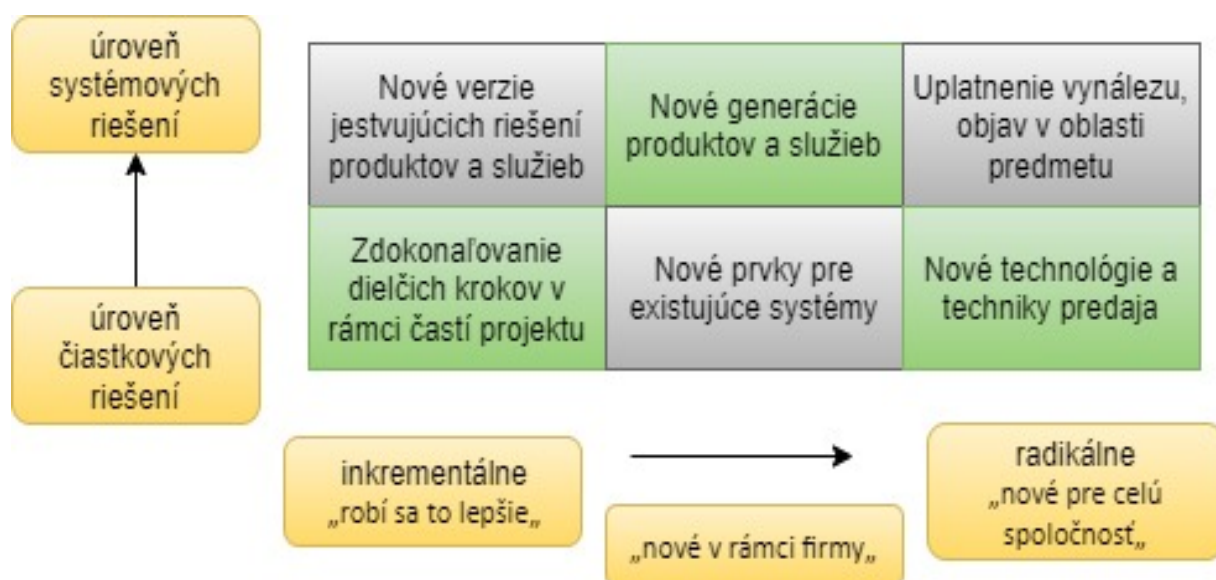 úroveň
systémových
riešení
Nové verzie
jestvujúcich riešení
produktov a služieb
Nové generácie
produktov a služieb
Uplatnenie vynálezu,
objav v oblasti
predmetu
úroveň
čiastkových
riešení
Zdokonaľovanie
dielčich krokov v
rámci častí projektu
Nové prvky pre
existujúce systémy
Nové technológie a
techniky predaja
inkrementálne
„robí sa to lepšie„
„nové v rámci firmy„
radikálne
„nové pre celú
spoločnosť„